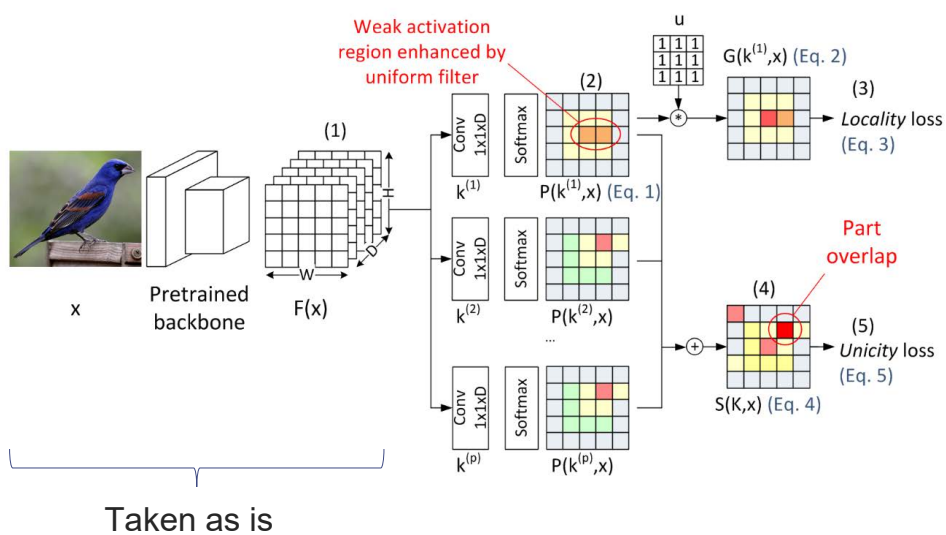 x
Pretrained
backbone
(1)
H
D
W
F(x)
Weak activation
region enhanced by
uniform filter
Conv
1x1xD
k(1)
Softmax
(2)
P(k(1),x) (Eq. 1)
Conv
1x1xD
k(2)
Softmax
P(k(2),x)
...
Conv
1x1xD
k(p)
Softmax
P(k(p),x)
u
1 1 1
1 1 1
1 1 1
*
G(k(1),x) (Eq. 2)
(3)
Locality loss
(Eq. 3)
Part
overlap
+
(4)
S(K,x) (Eq. 4)
(5)
Unicity loss
(Eq. 5)
Taken as is